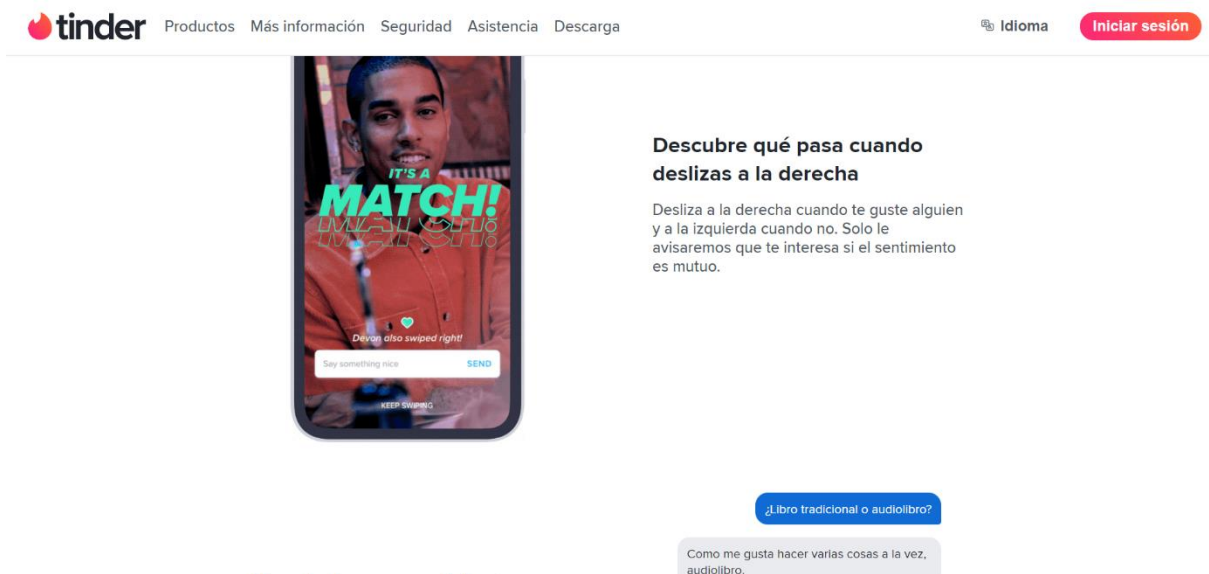 tinder Productos Más información Seguridad Asistencia Descarga Idioma Iniciar sesión
IT'S A
MATCH!
MATCH!
Devon also swiped right!
Say something nice SEND
KEEP SWIPING
Descubre qué pasa cuando
deslizas a la derecha
Desliza a la derecha cuando te guste alguien
y a la izquierda cuando no. Solo le
avisaremos que te interesa si el sentimiento
es mutuo.
¿Libro tradicional o audiolibro?
Como me gusta hacer varias cosas a la vez,
audiolibro.